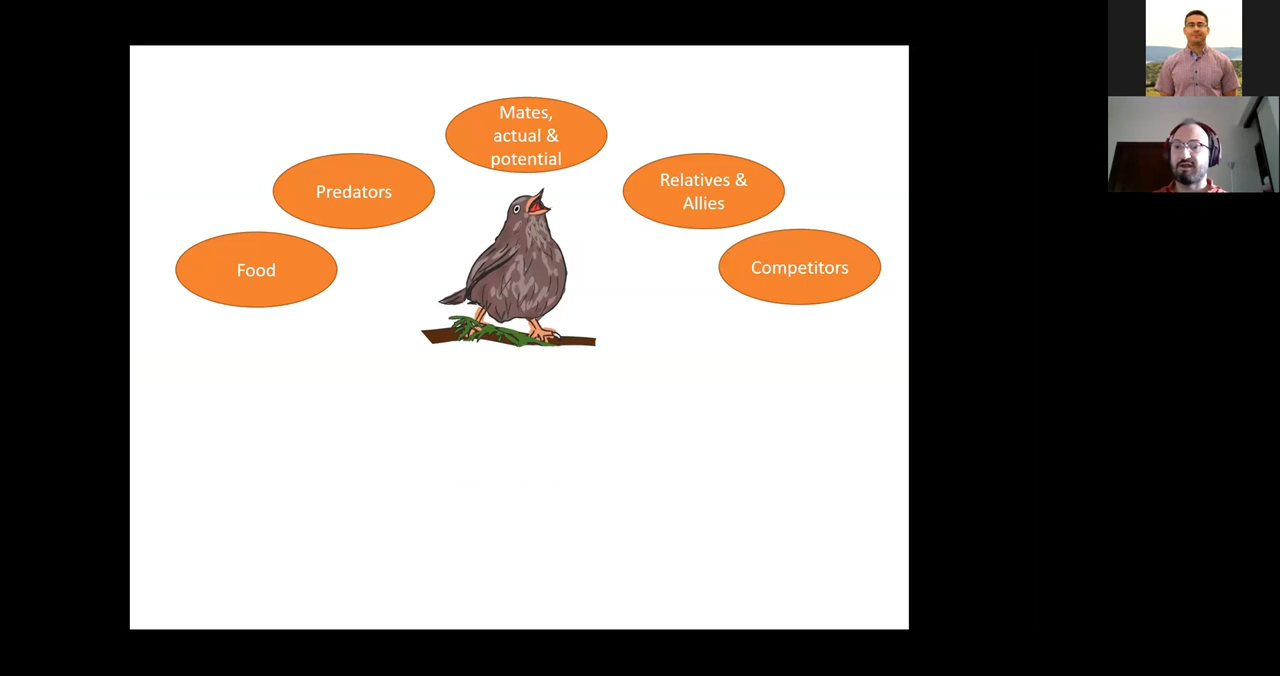 Mates,
actual &
potential
Predators
Relatives &
Allies
Food
Competitors